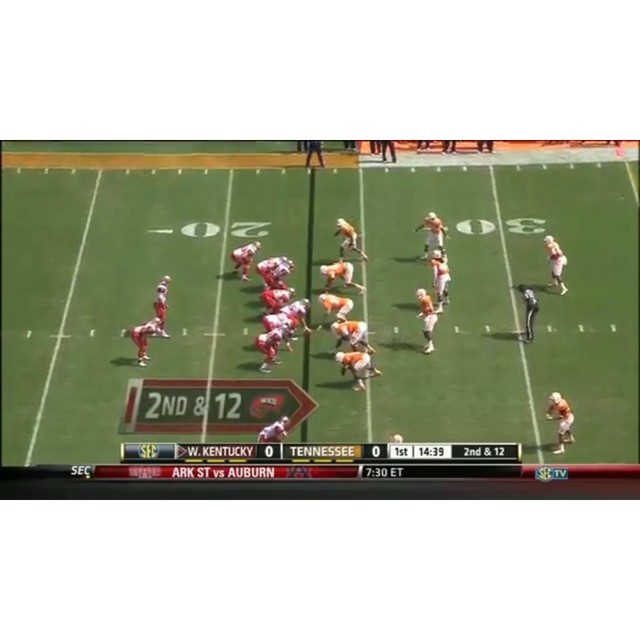 20 30
2ND & 12
SEC W. KENTUCKY 0 TENNESSEE 0 1st 14:39 2nd & 12
SEC ARK ST vs AUBURN 7:30 ET SEC TV